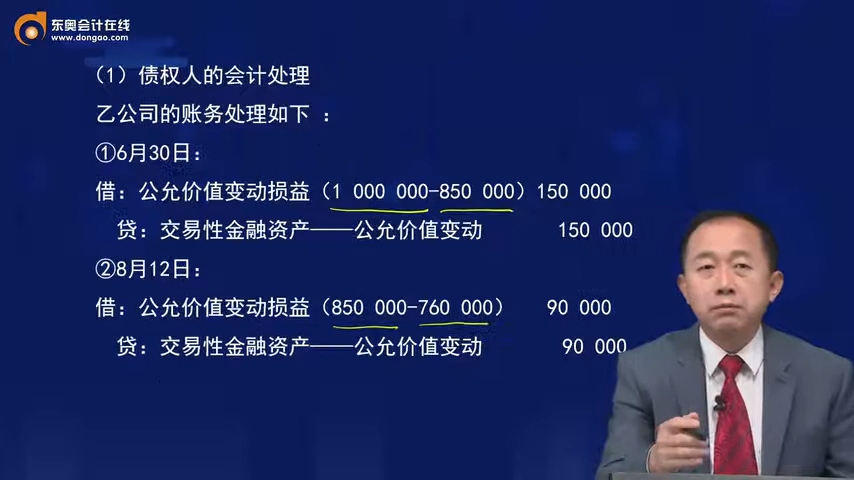 东奥会计在线
www.dongao.com
（1）债权人的会计处理
乙公司的账务处理如下 ：
①6月30日：
借：公允价值变动损益（1 000 000-850 000）150 000
贷：交易性金融资产——公允价值变动 150 000
②8月12日：
借：公允价值变动损益（850 000-760 000） 90 000
贷：交易性金融资产——公允价值变动 90 000